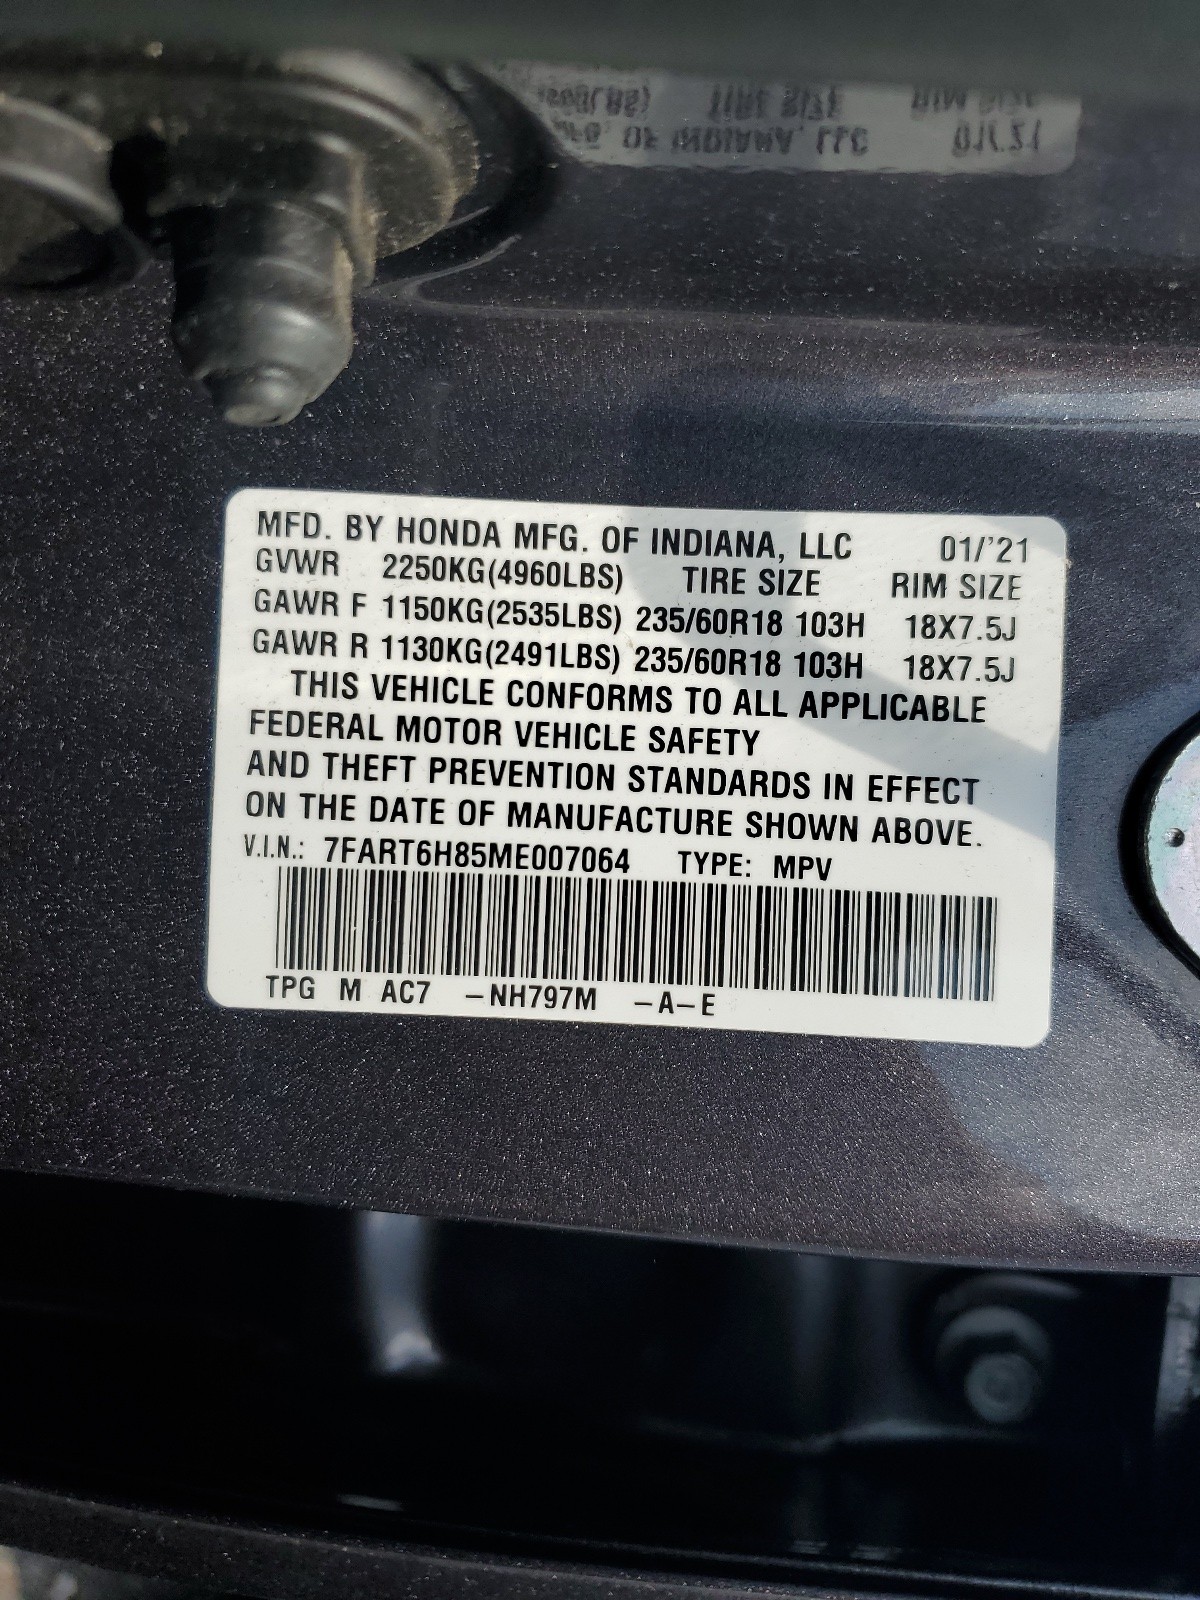 MFD. BY HONDA MFG. OF INDIANA, LLC 01/'21
GVWR 2250KG(4960LBS) TIRE SIZE RIM SIZE
GAWR F 1150KG(2535LBS) 235/60R18 103H 18X7.5J
GAWR R 1130KG(2491LBS) 235/60R18 103H 18X7.5J
THIS VEHICLE CONFORMS TO ALL APPLICABLE
FEDERAL MOTOR VEHICLE SAFETY
AND THEFT PREVENTION STANDARDS IN EFFECT
ON THE DATE OF MANUFACTURE SHOWN ABOVE.
V.I.N.: 7FART6H85ME007064 TYPE: MPV
TPG M AC7 -NH797M -A-E